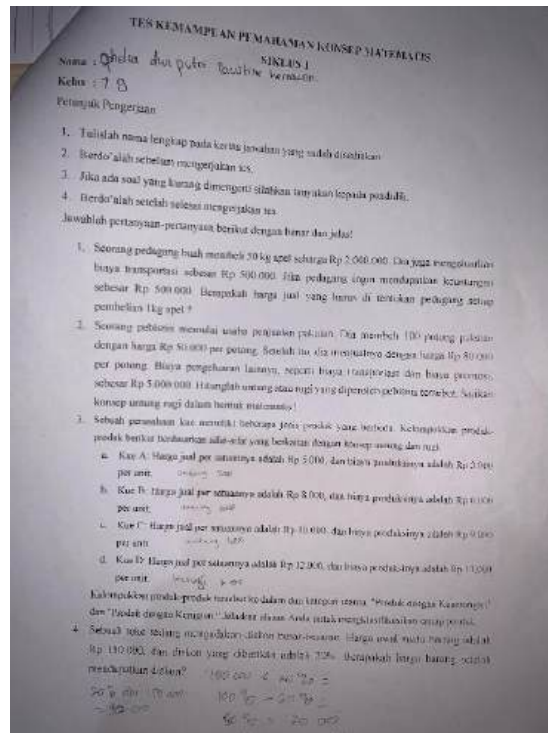 TES KEMAMPUAN PEMAHAMAN KONSEP MATEMATIS
SIKLUS I
Nama : dwi putri
Kelas : 7 B
Petunjuk Pengerjaan
1. Tulislah nama lengkap pada kertas jawaban yang sudah disediakan
2. Berdo'alah sebelum mengerjakan tes.
3. Jika ada soal yang kurang dimengerti silahkan tanyakan kepada pendidik.
4. Berdo'alah setelah selesai mengerjakan tes
Jawablah pertanyaan-pertanyaan berikut dengan benar dan jelas!
1. Seorang pedagang buah membeli 50 kg apel seharga Rp 2.000.000. Dia juga mengeluarkan
biaya transportasi sebesar Rp 500.000. Jika pedagang ingin mendapatkan keuntungan
sebesar Rp 500.000. Berapakah harga jual yang harus di tentukan pedagang setiap
pembelian 1kg apel ?
2. Seorang pebisnis memulai usaha penjualan pakaian. Dia membeli 100 potong pakaian
dengan harga Rp 50.000 per potong. Setelah itu dia menjualnya dengan harga Rp 80.000
per potong. Biaya pengeluaran lainnya, seperti biaya transportasi dan biaya promosi,
sebesar Rp 5.000.000. Hitunglah untung atau rugi yang diperoleh pebisnis tersebut. Sajikan
konsep untung rugi dalam bentuk matematis!
3. Sebuah perusahaan kue memiliki beberapa jenis produk yang berbeda. Kelompokkan produk-
produk berikut berdasarkan sifat-sifat yang berkaitan dengan konsep untung dan rugi.
a. Kue A: Harga jual per satuannya adalah Rp 5.000, dan biaya produksinya adalah Rp
per unit. untung
b. Kue B: Harga jual per satuannya adalah Rp 8.000, dan biaya produksinya adalah Rp
per unit. untung
c. Kue C: Harga jual per satuannya adalah Rp 10.000, dan biaya produksinya adalah Rp
per unit. untung
d. Kue D: Harga jual per satuannya adalah Rp 12.000, dan biaya produksinya adalah Rp
per unit.
Kelompokkan produk-produk tersebut ke dalam dua kategori utama, "Produk dengan Keuntungan"
dan "Produk dengan Kerugian." Jelaskan alasan Anda untuk mengklasifikasikan setiap produk.
4. Sebuah toko sedang mengadakan diskon besar-besaran. Harga awal suatu barang adalah
Rp dan diskon yang diberikan adalah Berapakah harga barang setelah
mendapatkan diskon?
20% 100% - 20% =